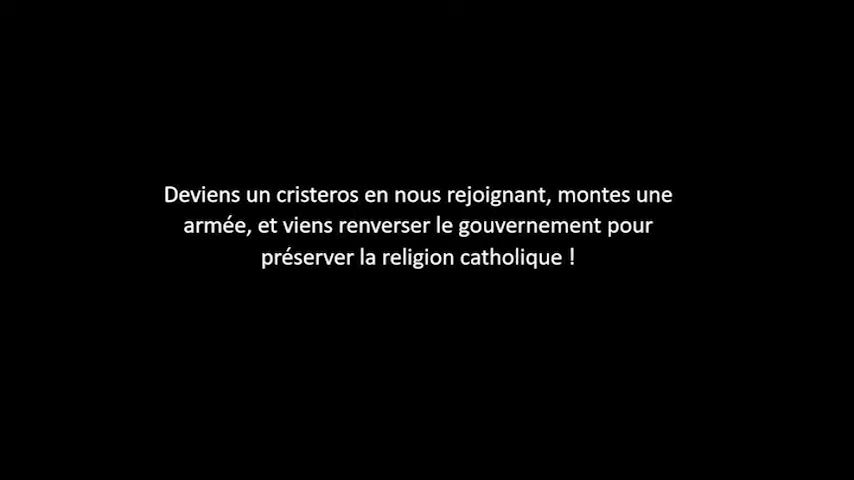 Deviens un cristeros en nous rejoignant, montes une
armée, et viens renverser le gouvernement pour
préserver la religion catholique !